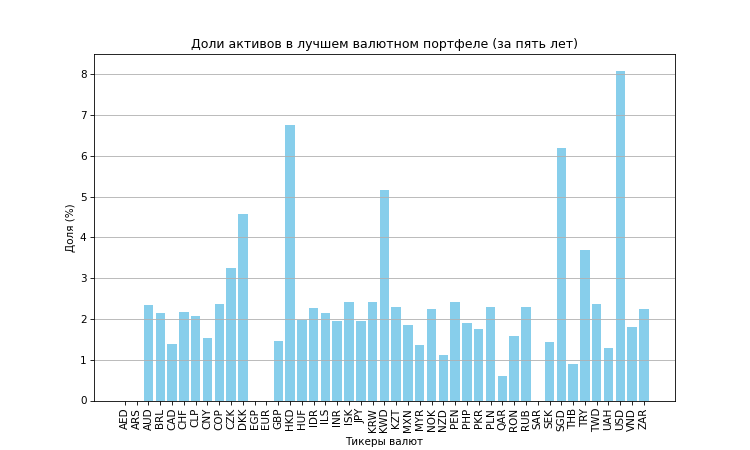 Доли активов в лучшем валютном портфеле (за пять лет)
Доля (%)
8
7
6
5
4
3
2
1
0
AED ARS AUD BRL CAD CHF CLP CNY COP CZK DKK EGP EUR GBP HKD HUF IDR ILS INR ISK JPY KRW KWD KZT MXN MYR NOK NZD PEN PHP PKR PLN QAR RON RUB SAR SEK SGD THB TRY TWD UAH USD VND ZAR
Тикеры валют